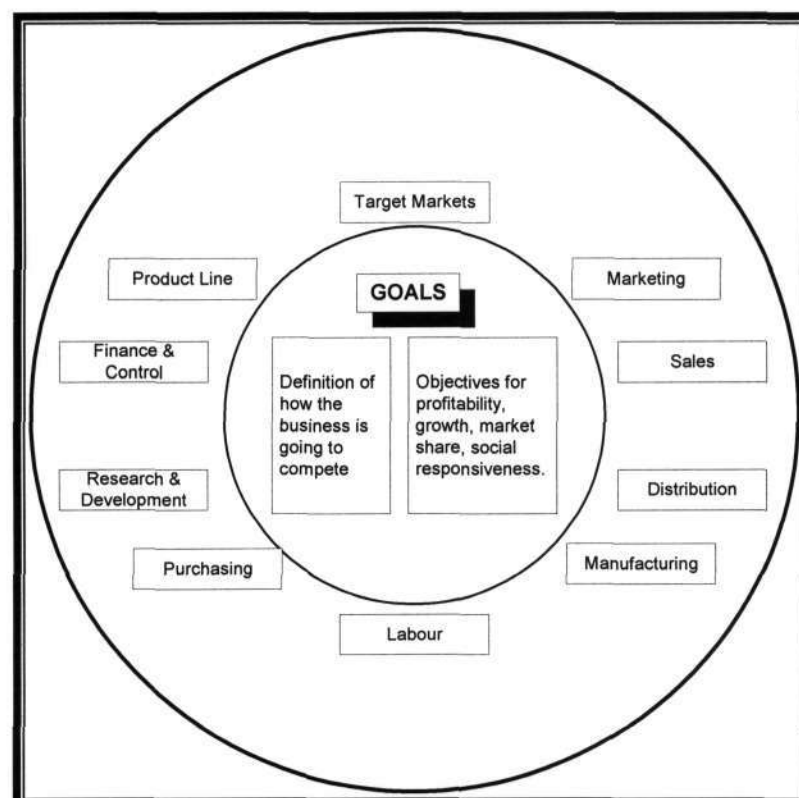 Target Markets
Product Line
Marketing
GOALS
Finance &
Control
Sales
Definition of
how the
business is
going to
compete
Objectives for
profitability,
growth, market
share, social
responsiveness.
Research &
Development
Distribution
Purchasing
Manufacturing
Labour